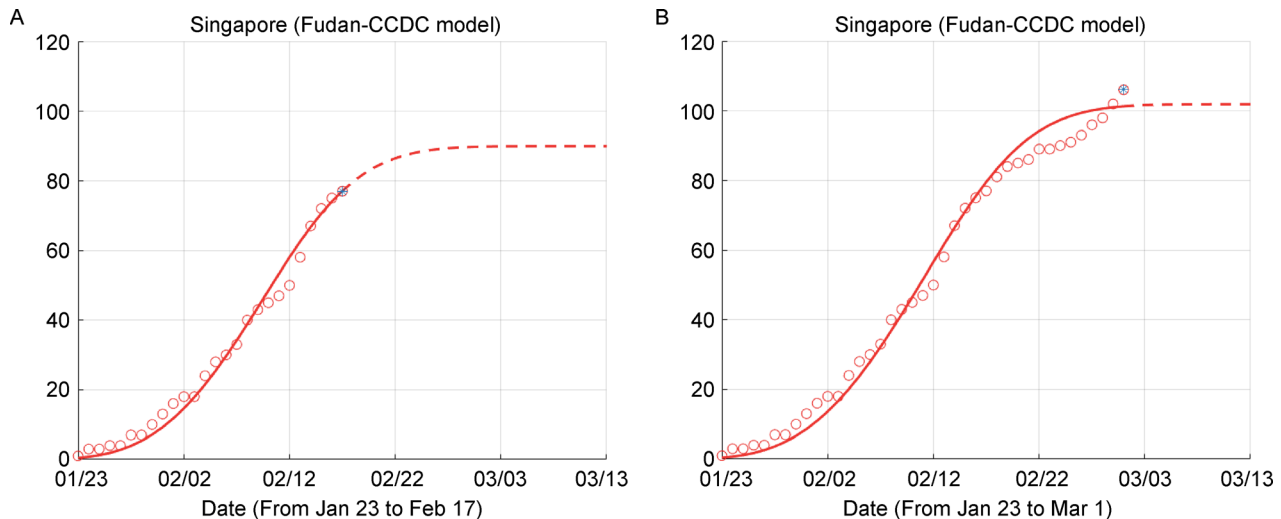 A
Singapore (Fudan-CCDC model)
120
100
80
60
40
20
0
01/23 02/02 02/12 02/22 03/03 03/13
Date (From Jan 23 to Feb 17)
B
Singapore (Fudan-CCDC model)
120
100
80
60
40
20
0
01/23 02/02 02/12 02/22 03/03 03/13
Date (From Jan 23 to Mar 1)